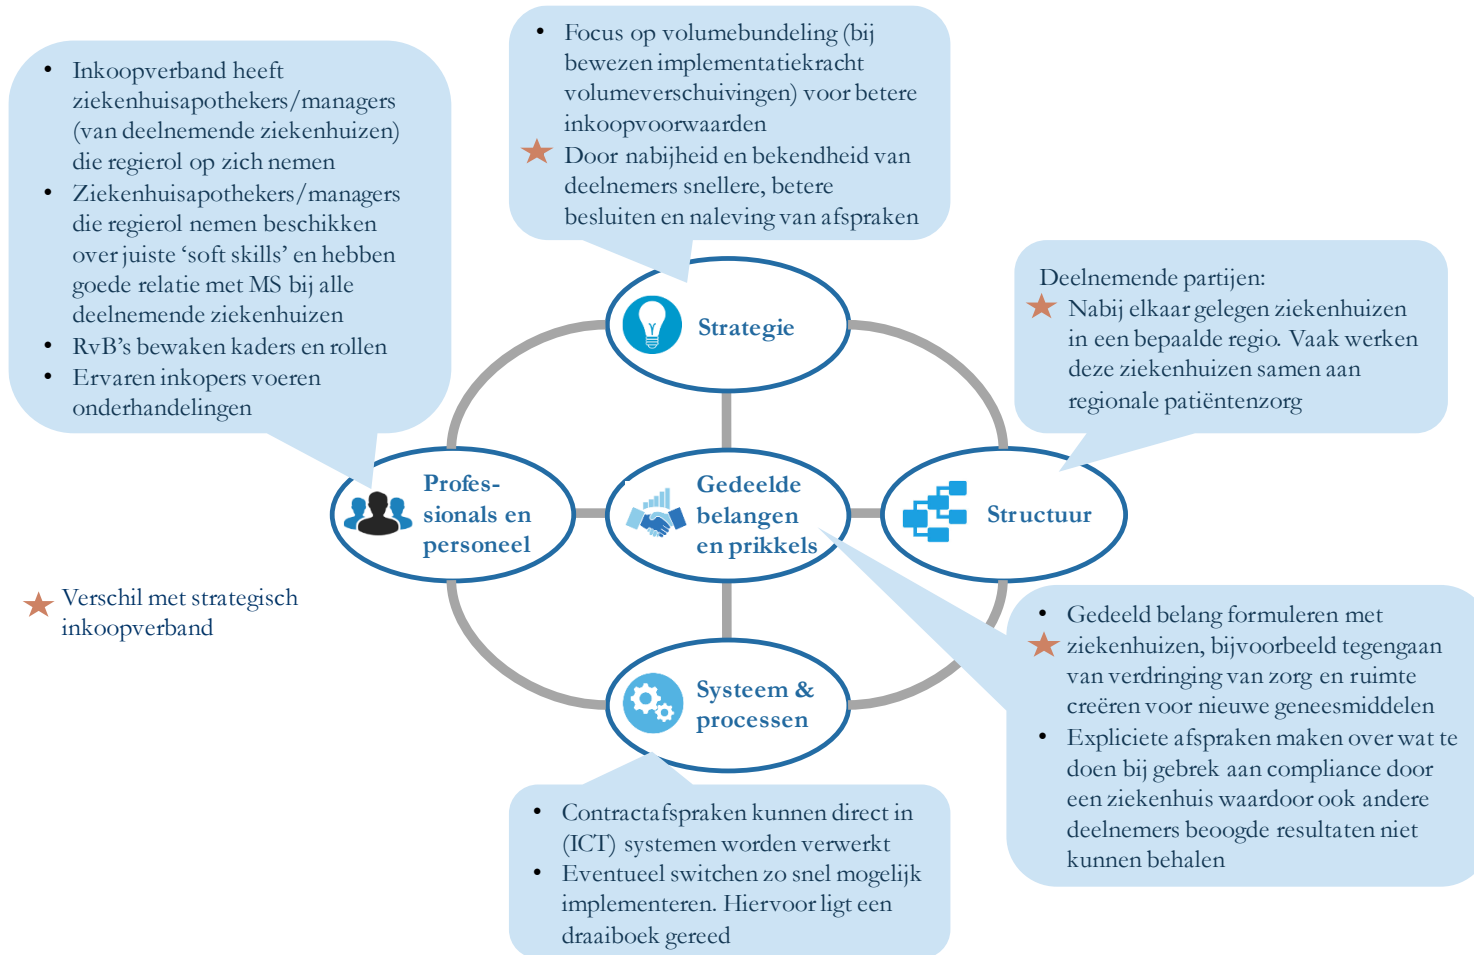 • Inkoopverband heeft
ziekenhuisapothekers/managers
(van deelnemende ziekenhuizen)
die regierol op zich nemen
• Ziekenhuisapothekers/managers
die regierol nemen beschikken
over juiste ‘soft skills’ en hebben
goede relatie met MS bij alle
deelnemende ziekenhuizen
• RvB's bewaken kaders en rollen
• Ervaren inkopers voeren
onderhandelingen
• Focus op volumebundeling (bij
bewezen implementatiekracht
volumeverschuivingen) voor betere
inkoopvoorwaarden
Door nabijheid en bekendheid van
deelnemers snellere, betere
besluiten en naleving van afspraken
Deelnemende partijen:
Nabij elkaar gelegen ziekenhuizen
in een bepaalde regio. Vaak werken
deze ziekenhuizen samen aan
regionale patiëntenzorg
Strategie
Profes-
sionals en
personeel
Gedeelde
belangen
en prikkels
Structuur
Systeem &
processen
Verschil met strategisch
inkoopverband
• Gedeeld belang formuleren met
ziekenhuizen, bijvoorbeeld tegengaan
van verdringing van zorg en ruimte
creëren voor nieuwe geneesmiddelen
• Expliciete afspraken maken over wat te
doen bij gebrek aan compliance door
een ziekenhuis waardoor ook andere
deelnemers beoogde resultaten niet
kunnen behalen
• Contractafspraken kunnen direct in
(ICT) systemen worden verwerkt
• Eventueel switchen zo snel mogelijk
implementeren. Hiervoor ligt een
draaiboek gereed